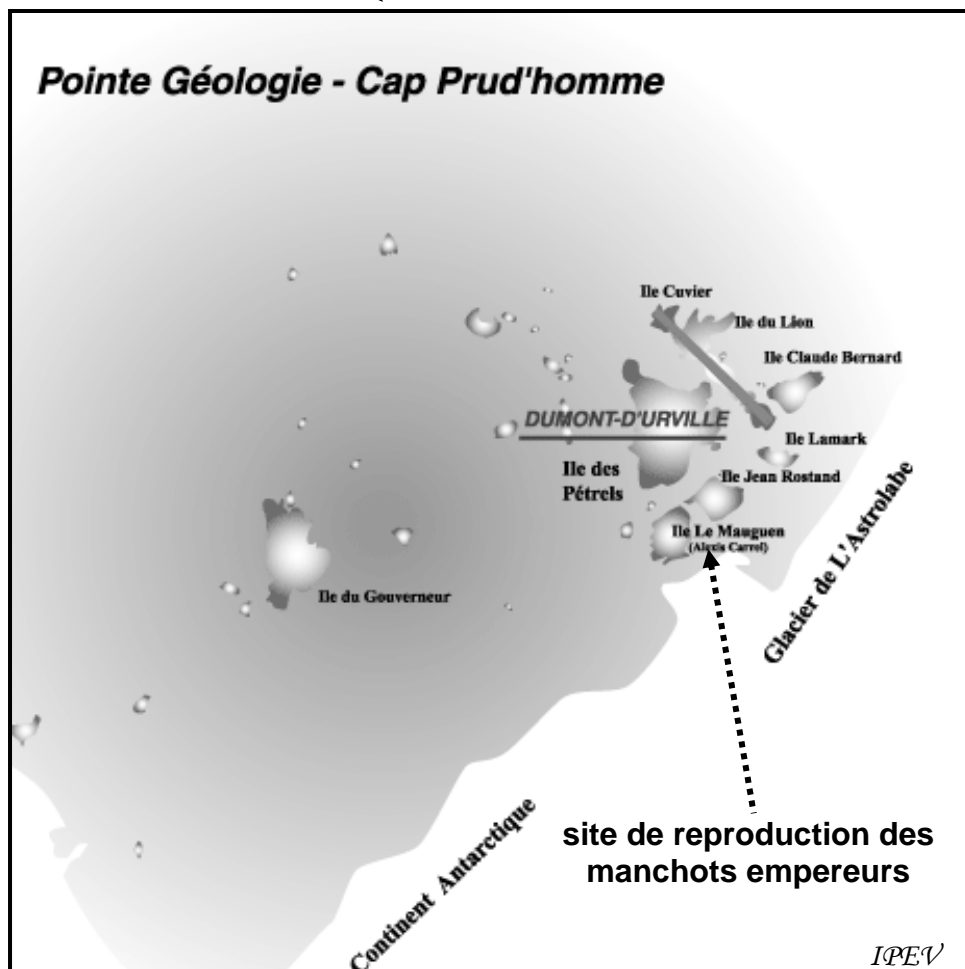 Pointe Géologie - Cap Prud'homme
Ile Cuvier
Ile du Lion
Ile Claude Bernard
DUMONT-D'URVILLE
Ile Lamark
Ile des
Pétrels
Ile Jean Rostand
Ile Le Mauguen
(Alexis Carrel)
Ile du Gouverneur
Glacier de L'Astrolabe
Continent Antarctique
site de reproduction des
manchots empereurs
IPEV